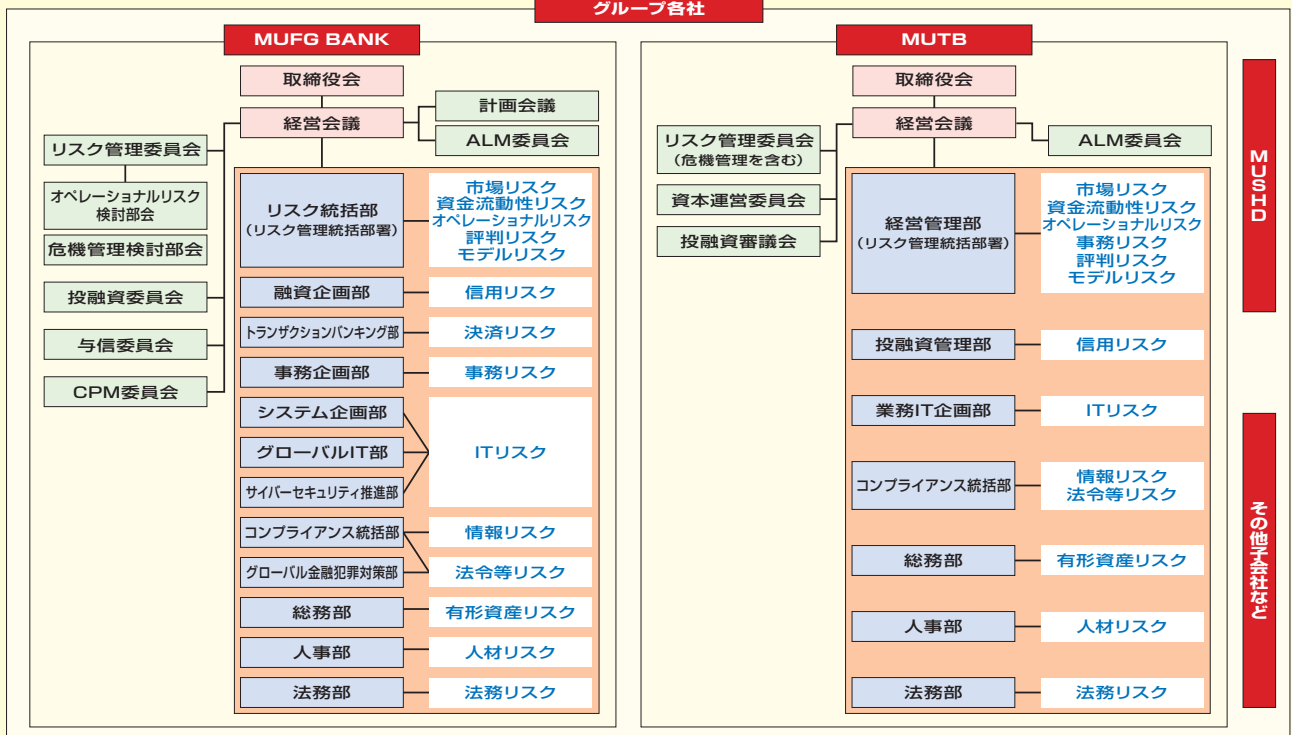 グループ各社
MUFG BANK
取締役会
経営会議
計画会議
ALM委員会
リスク管理委員会
オペレーショナルリスク
検討部会
危機管理検討部会
投融資委員会
与信委員会
CPM委員会
リスク統括部
(リスク管理統括部署)
市場リスク
資金流動性リスク
オペレーショナルリスク
評判リスク
モデルリスク
融資企画部
信用リスク
トランザクションバンキング部
決済リスク
事務企画部
事務リスク
システム企画部
グローバルIT部
サイバーセキュリティ推進部
ITリスク
コンプライアンス統括部
情報リスク
グローバル金融犯罪対策部
法令等リスク
総務部
有形資産リスク
人事部
人材リスク
法務部
法務リスク
MUTB
取締役会
経営会議
ALM委員会
リスク管理委員会
(危機管理を含む)
資本運営委員会
投融資審議会
経営管理部
(リスク管理統括部署)
市場リスク
資金流動性リスク
オペレーショナルリスク
事務リスク
評判リスク
モデルリスク
投融資管理部
信用リスク
業務IT企画部
ITリスク
コンプライアンス統括部
情報リスク
法令等リスク
総務部
有形資産リスク
人事部
人材リスク
法務部
法務リスク
MUSHD
その他子会社など